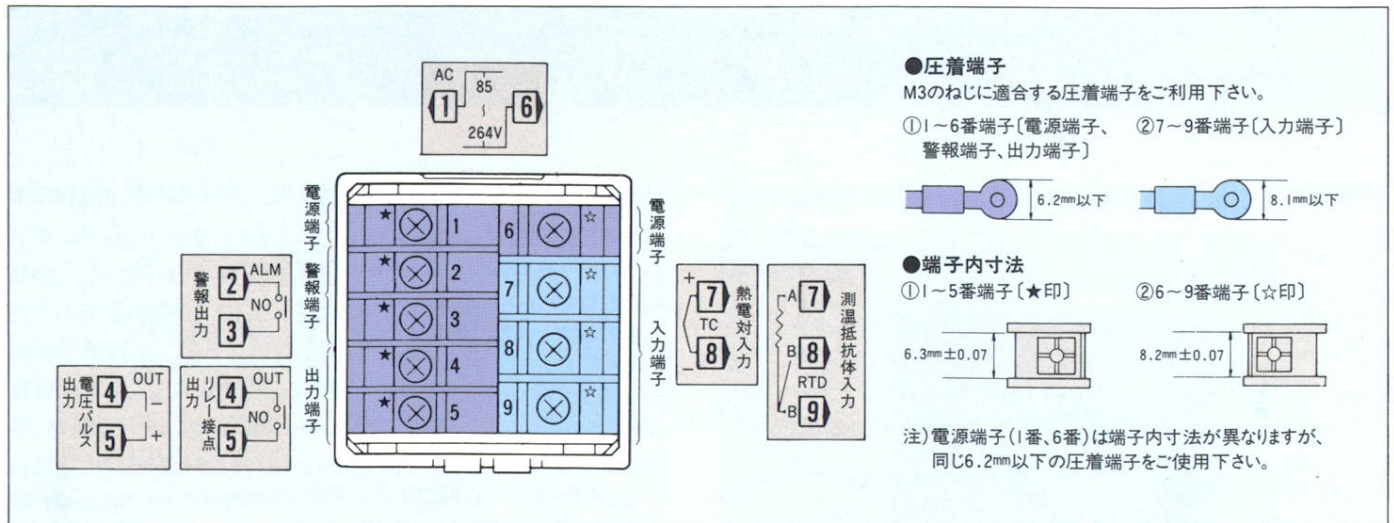 AC
85
1
6
〜
264V
電源端子
警報端子
出力端子
★
1
★
2
★
3
★
4
★
5
6
☆
7
☆
8
☆
9
☆
電源端子
入力端子
警報出力
2
ALM
NO
3
電圧パルス出力
4
OUT
−
5
+
リレー接点出力
4
OUT
NO
5
+
7
TC
8
−
熱電対入力
A
7
B
8
RTD
B
9
測温抵抗体入力
●圧着端子
M3のねじに適合する圧着端子をご利用下さい。
①1〜6番端子〔電源端子、
警報端子、出力端子〕
②7〜9番端子〔入力端子〕
6.2mm以下
8.1mm以下
●端子内寸法
①1〜5番端子〔★印〕
②6〜9番端子〔☆印〕
6.3mm±0.07
8.2mm±0.07
注)電源端子(1番、6番)は端子内寸法が異なりますが、
同じ6.2mm以下の圧着端子をご使用下さい。